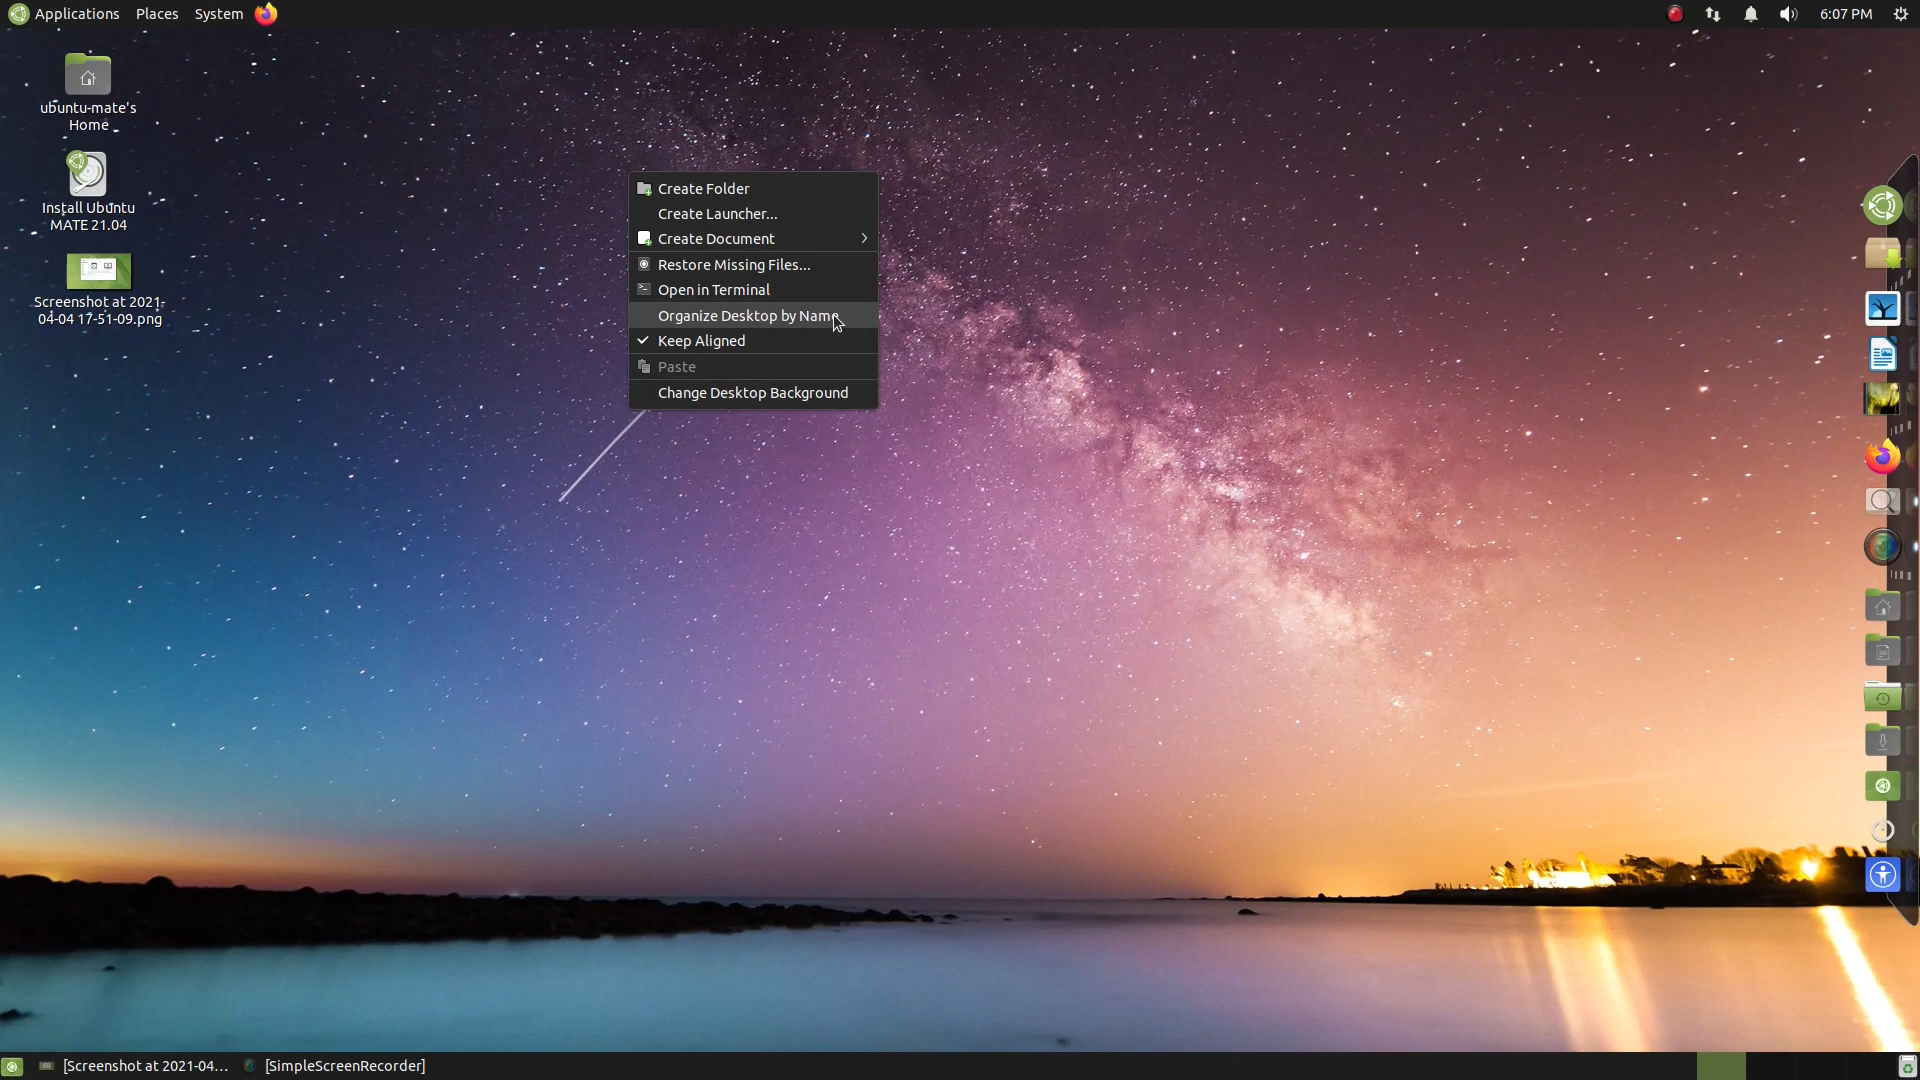 Applications Places System 6:07 PM
ubuntu-mate's
Home
Install Ubuntu
MATE 21.04
Screenshot at 2021-
04-04 17-51-09.png
Create Folder
Create Launcher...
Create Document
Restore Missing Files...
Open in Terminal
Organize Desktop by Name
Keep Aligned
Paste
Change Desktop Background
[Screenshot at 2021-04... [SimpleScreenRecorder]